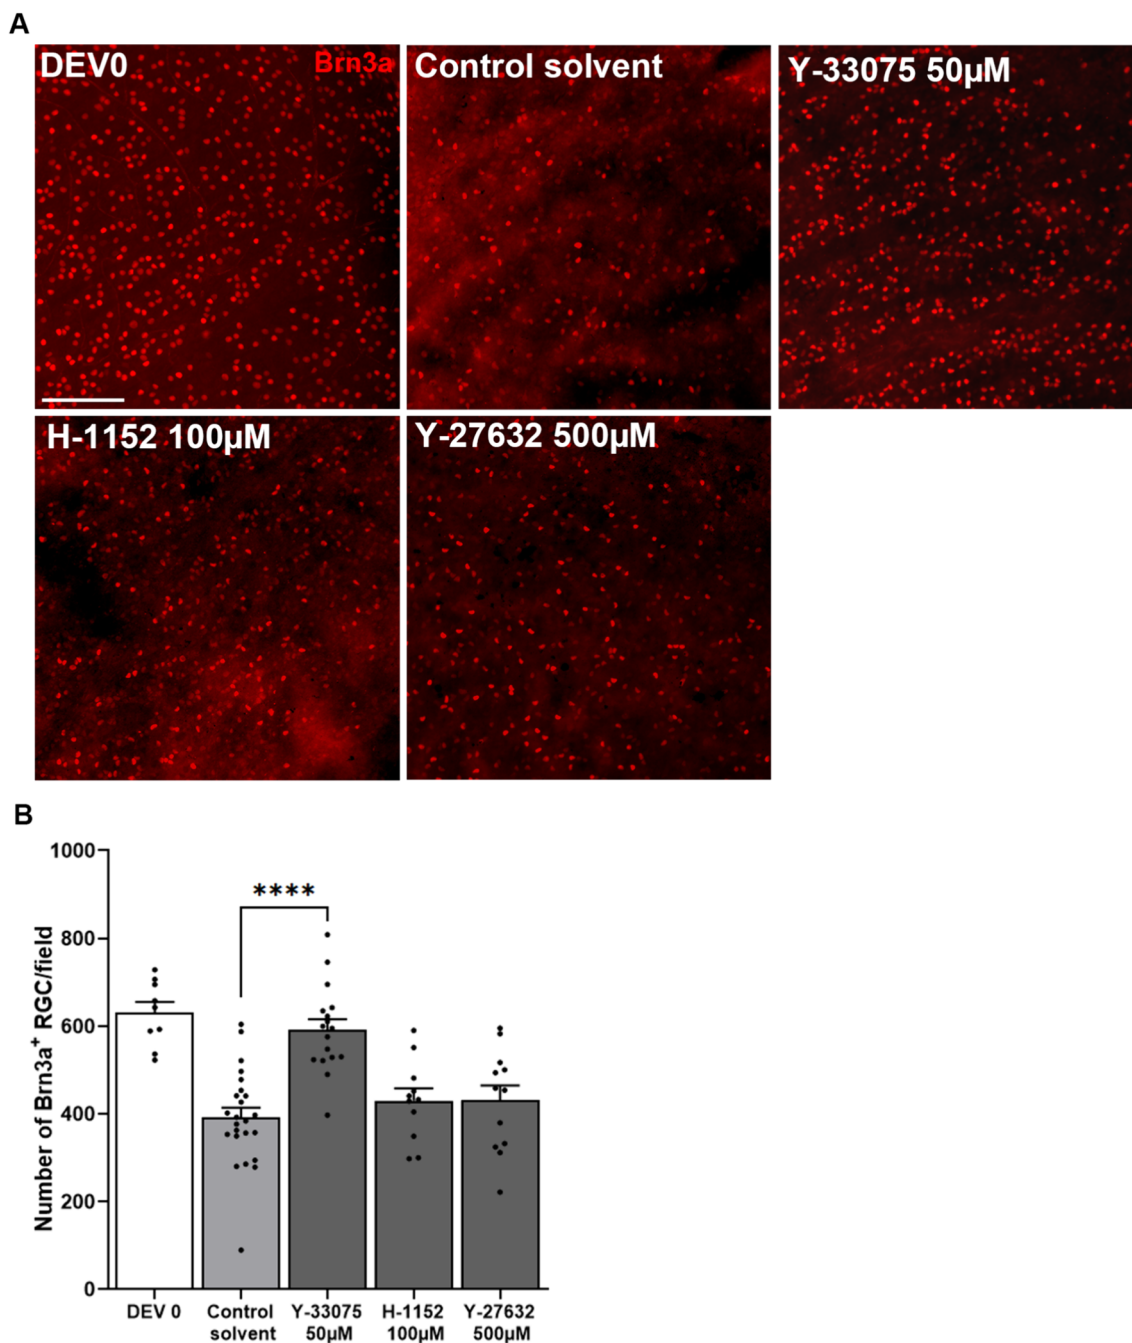 A
DEV0 Brn3a
Control solvent
Y-33075 50µM
H-1152 100µM
Y-27632 500µM
B
Number of Brn3a⁺ RGC/field
1000
800
600
400
200
0
****
DEV 0
Control
solvent
Y-33075
50µM
H-1152
100µM
Y-27632
500µM